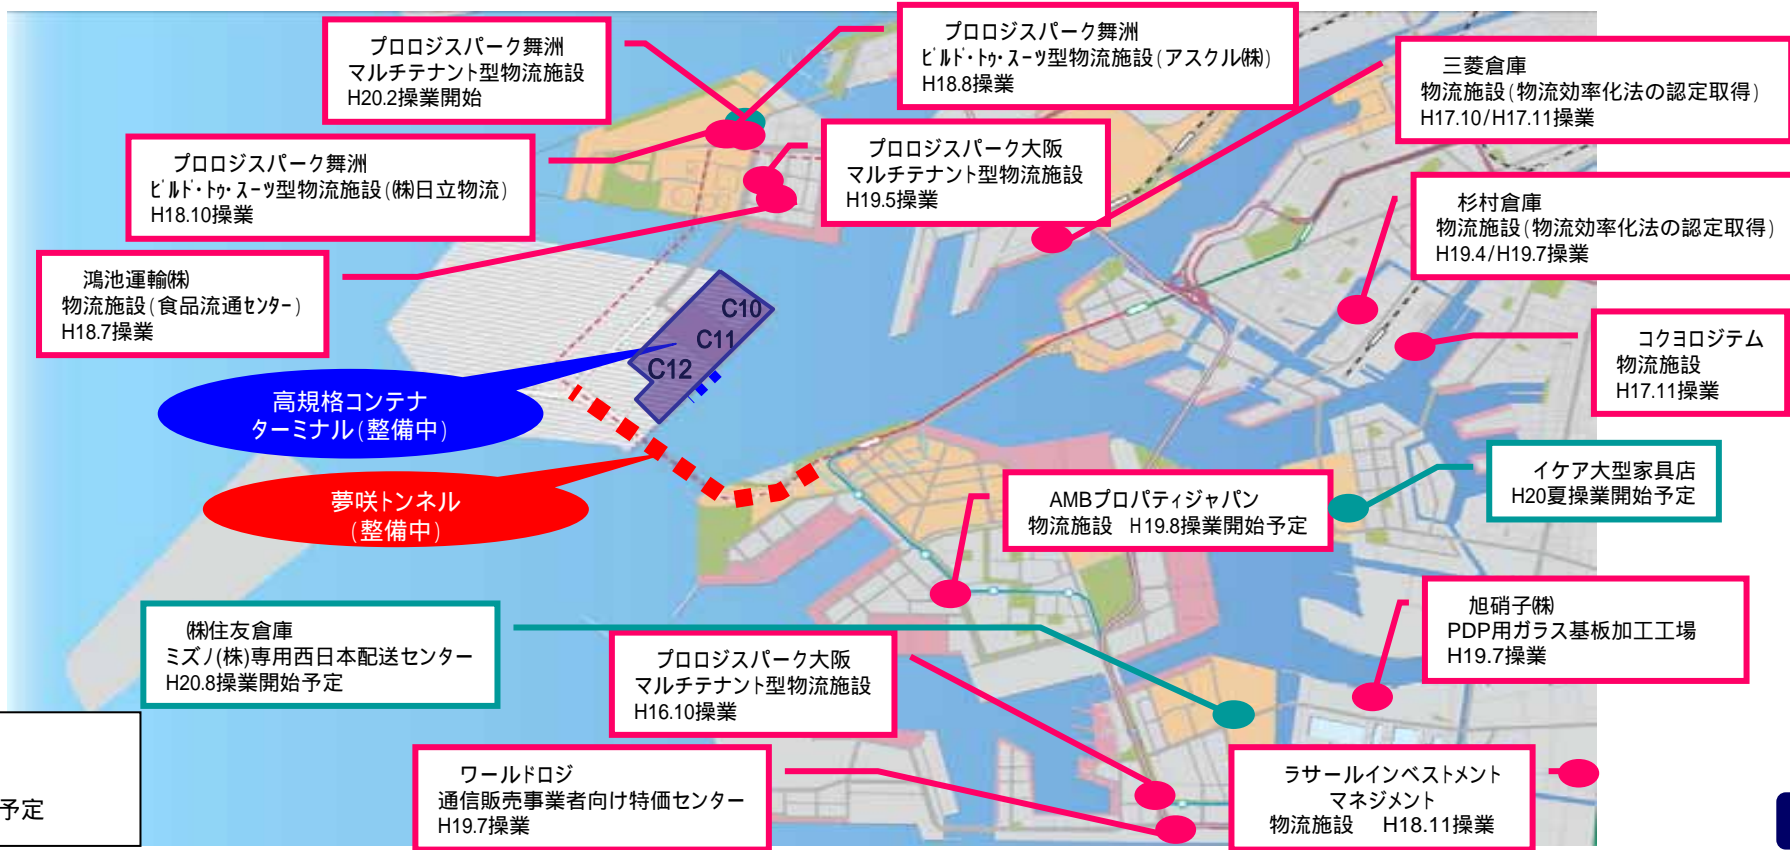 プロロジスパーク舞洲
マルチテナント型物流施設
H20.2操業開始
プロロジスパーク舞洲
ビルド・トゥ・スーツ型物流施設(アスクル㈱)
H18.8操業
三菱倉庫
物流施設(物流効率化法の認定取得)
H17.10/H17.11操業
プロロジスパーク舞洲
ビルド・トゥ・スーツ型物流施設(㈱日立物流)
H18.10操業
プロロジスパーク大阪
マルチテナント型物流施設
H19.5操業
杉村倉庫
物流施設(物流効率化法の認定取得)
H19.4/H19.7操業
鴻池運輸㈱
物流施設(食品流通センター)
H18.7操業
C10
C11
C12
コクヨロジテム
物流施設
H17.11操業
高規格コンテナ
ターミナル(整備中)
夢咲トンネル
(整備中)
イケア大型家具店
H20夏操業開始予定
AMBプロパティジャパン
物流施設 H19.8操業開始予定
㈱住友倉庫
ミズノ(株)専用西日本配送センター
H20.8操業開始予定
プロロジスパーク大阪
マルチテナント型物流施設
H16.10操業
旭硝子㈱
PDP用ガラス基板加工工場
H19.7操業
ワールドロジ
通信販売事業者向け特価センター
H19.7操業
ラサールインベストメント
マネジメント
物流施設 H18.11操業
予定